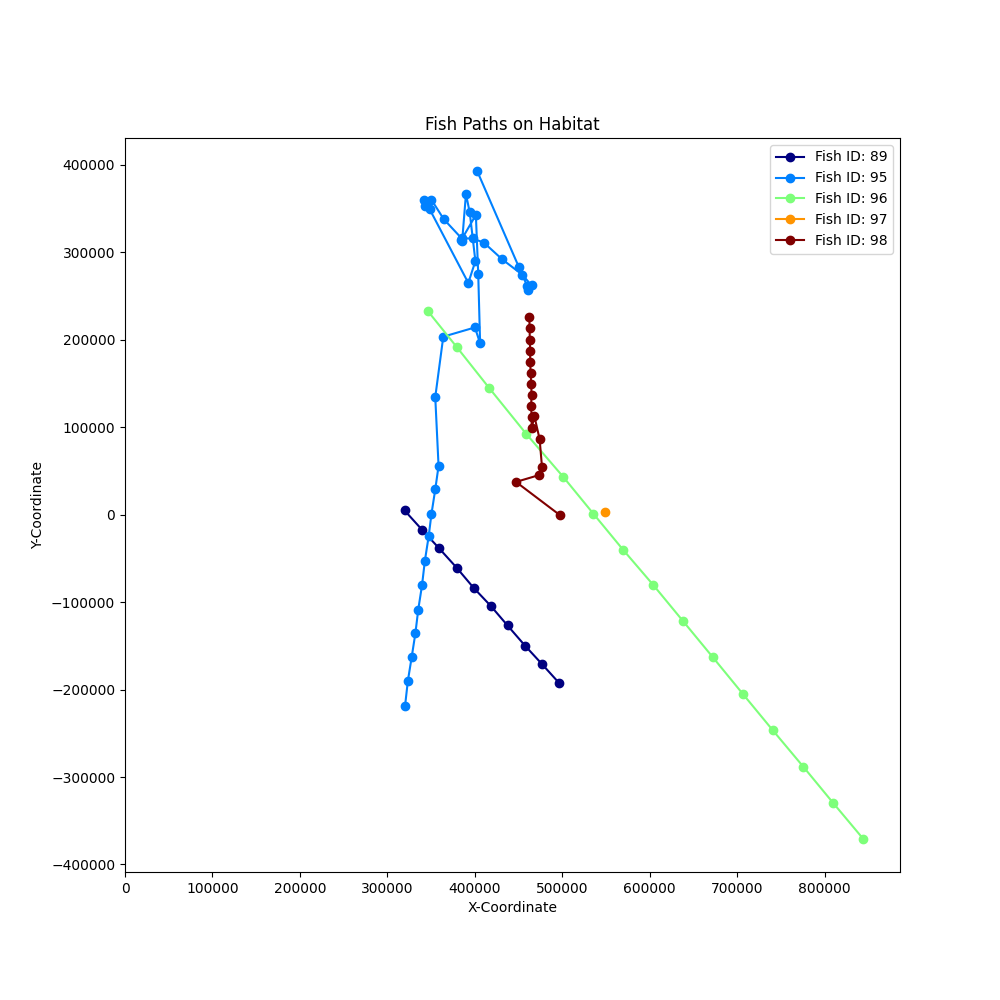 Fish Paths on Habitat
Fish ID: 89
Fish ID: 95
Fish ID: 96
Fish ID: 97
Fish ID: 98
400000
300000
200000
100000
0
−100000
−200000
−300000
−400000
Y-Coordinate
0 100000 200000 300000 400000 500000 600000 700000 800000
X-Coordinate